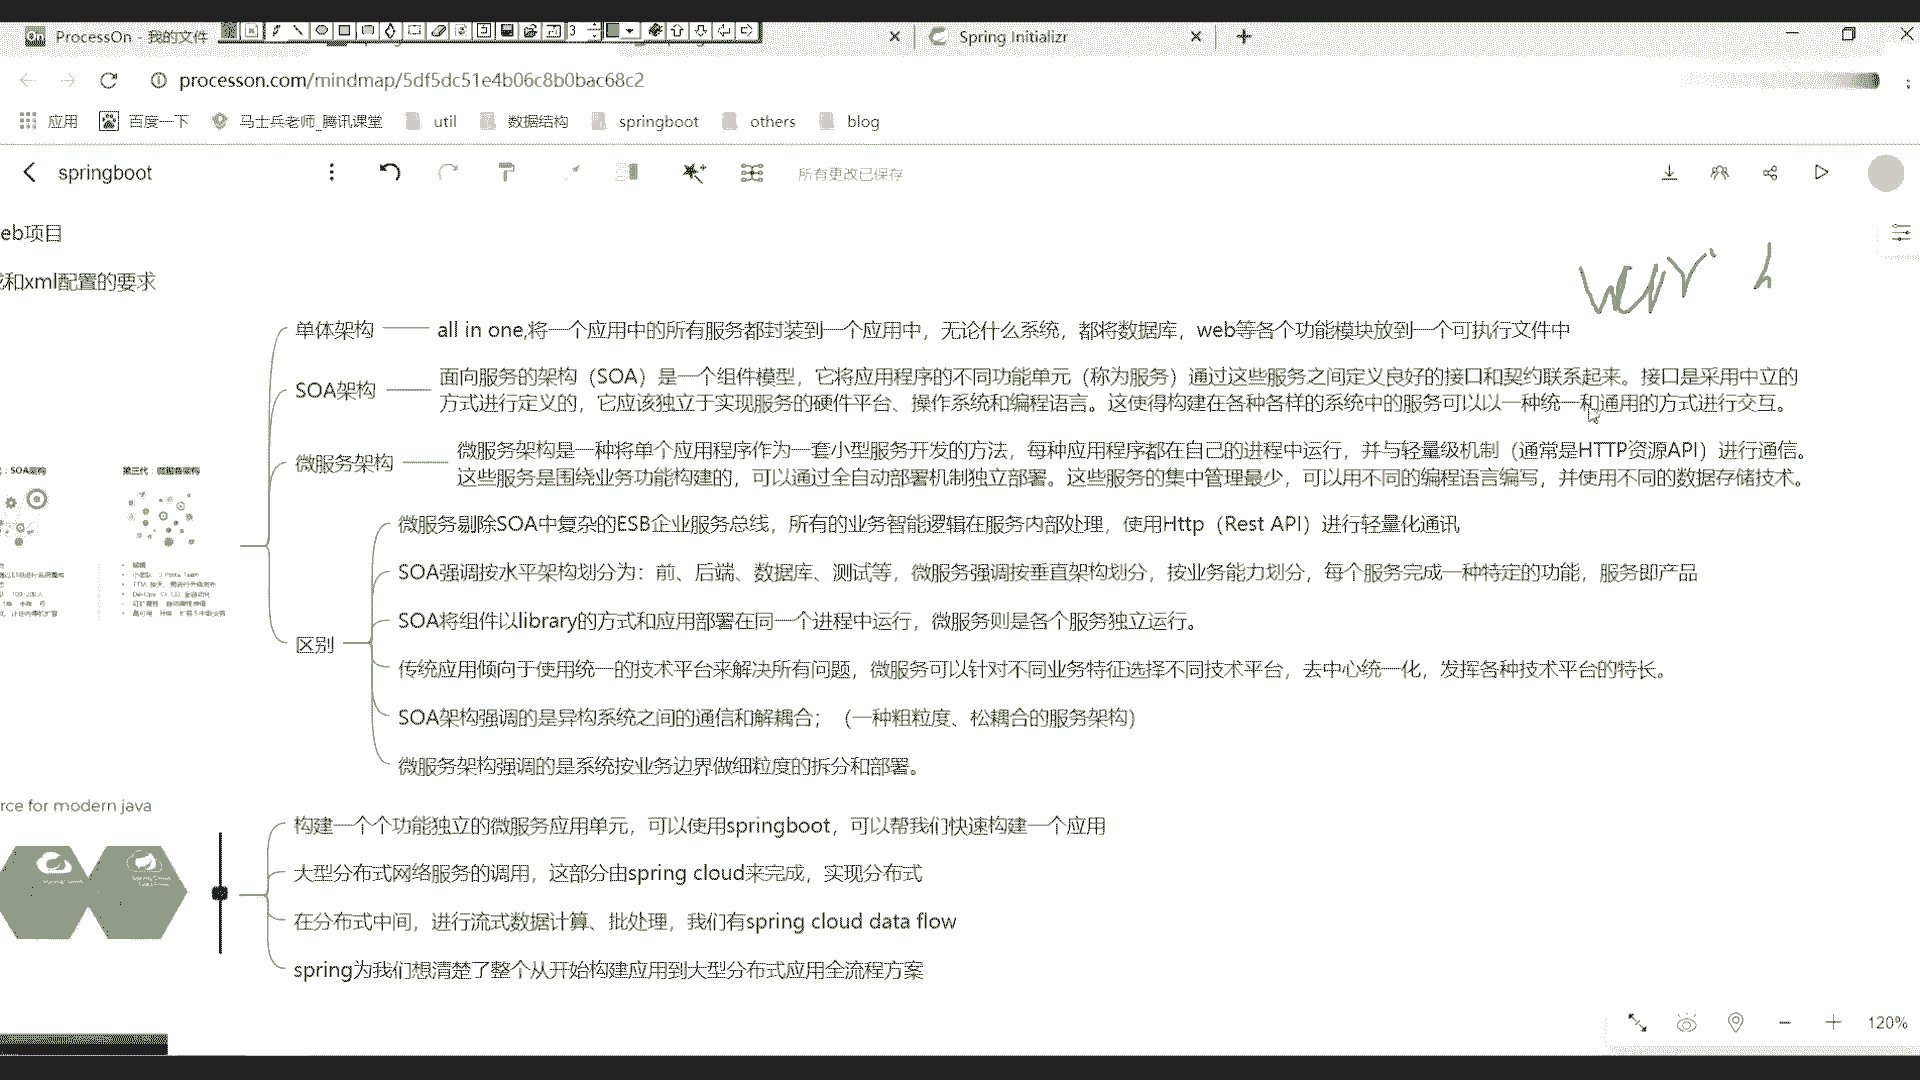 ProcessOn - 我的文件
Spring Initializr
processon.com/mindmap/5df5dc51e4b06c8b0bac68c2
应用 百度一下 马士兵老师_腾讯课堂 util 数据结构 springboot others blog
springboot 所有更改已保存
eb项目
和xml配置的要求
单体架构 all in one,将一个应用中的所有服务都封装到一个应用中，无论什么系统，都将数据库，web等各个功能模块放到一个可执行文件中
SOA架构 面向服务的架构（SOA）是一个组件模型，它将应用程序的不同功能单元（称为服务）通过这些服务之间定义良好的接口和契约联系起来。接口是采用中立的
方式进行定义的，它应该独立于实现服务的硬件平台、操作系统和编程语言。这使得构建在各种各样的系统中的服务可以以一种统一和通用的方式进行交互。
微服务架构 微服务架构是一种将单个应用程序作为一套小型服务开发的方法，每种应用程序都在自己的进程中运行，并与轻量级机制（通常是HTTP资源API）进行通信。
这些服务是围绕业务功能构建的，可以通过全自动部署机制独立部署。这些服务的集中管理最少，可以用不同的编程语言编写，并使用不同的数据存储技术。
：SOA架构
第三代：微服务架构
区别
微服务剔除SOA中复杂的ESB企业服务总线，所有的业务智能逻辑在服务内部处理，使用Http（Rest API）进行轻量化通讯
SOA强调按水平架构划分为：前、后端、数据库、测试等，微服务强调按垂直架构划分，按业务能力划分，每个服务完成一种特定的功能，服务即产品
SOA将组件以library的方式和应用部署在同一个进程中运行，微服务则是各个服务独立运行。
传统应用倾向于使用统一的技术平台来解决所有问题，微服务可以针对不同业务特征选择不同技术平台，去中心统一化，发挥各种技术平台的特长。
SOA架构强调的是异构系统之间的通信和解耦合；（一种粗粒度、松耦合的服务架构）
微服务架构强调的是系统按业务边界做细粒度的拆分和部署。
rce for modern java
构建一个个功能独立的微服务应用单元，可以使用springboot，可以帮我们快速构建一个应用
大型分布式网络服务的调用，这部分由spring cloud来完成，实现分布式
在分布式中间，进行流式数据计算、批处理，我们有spring cloud data flow
spring为我们想清楚了整个从开始构建应用到大型分布式应用全流程方案
120%